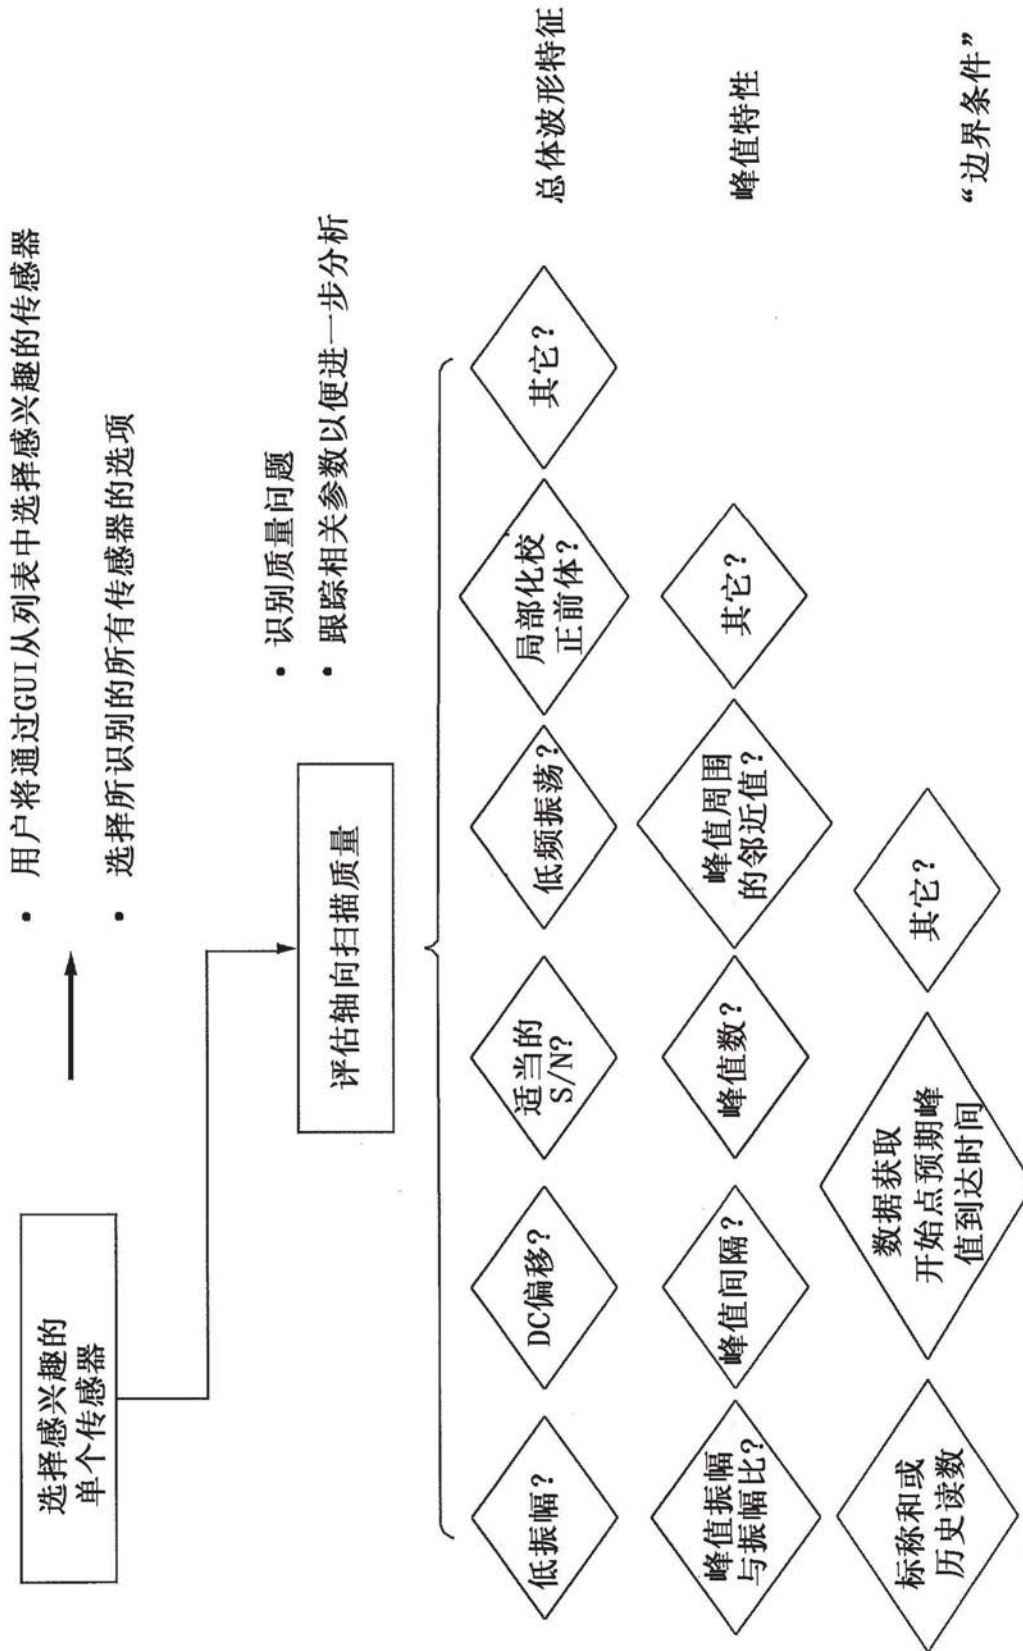 选择感兴趣的
单个传感器
• 用户将通过GUI从列表中选择感兴趣的传感器
• 选择所识别的所有传感器的选项
评估轴向扫描质量
• 识别质量问题
• 跟踪相关参数以便进一步分析
低振幅?
DC偏移?
适当的
S/N?
低频振荡?
局部化校
正前体?
其它?
总体波形特征
峰值振幅
与振幅比?
峰值间隔?
峰值数?
峰值周围
的邻近值?
其它?
峰值特性
标称和或
历史读数
数据获取
开始点预期峰
值到达时间
其它?
“边界条件”